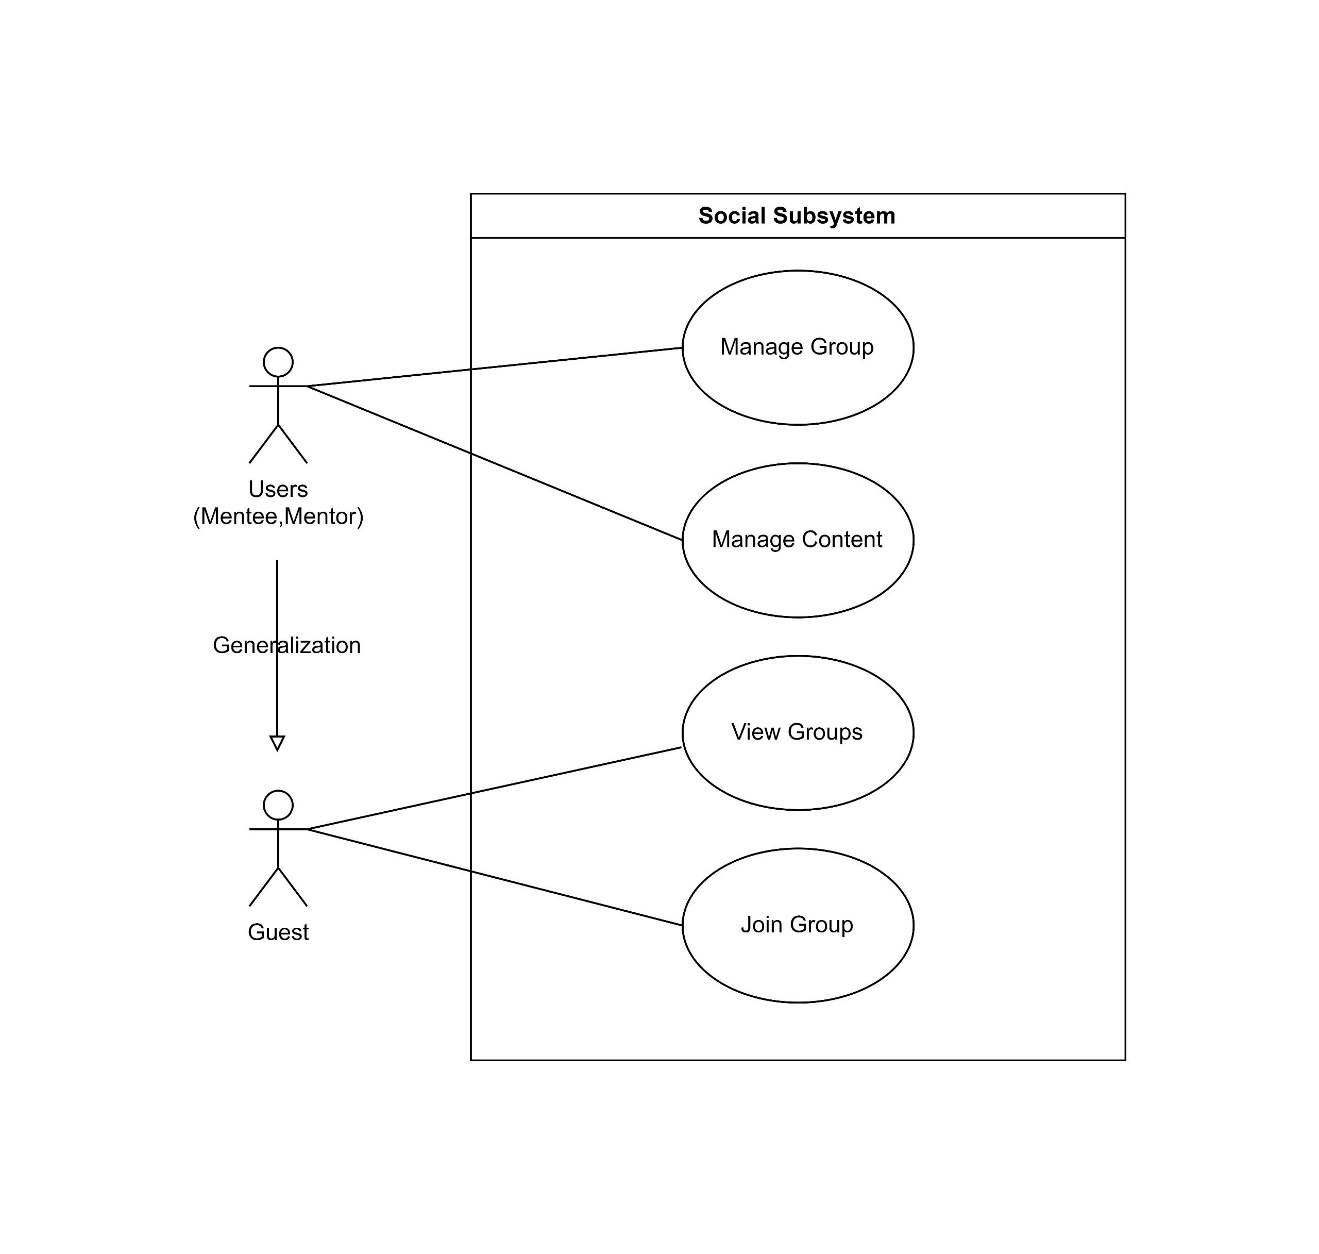 Social Subsystem
Manage Group
Users
(Mentee,Mentor)
Manage Content
Generalization
View Groups
Join Group
Guest